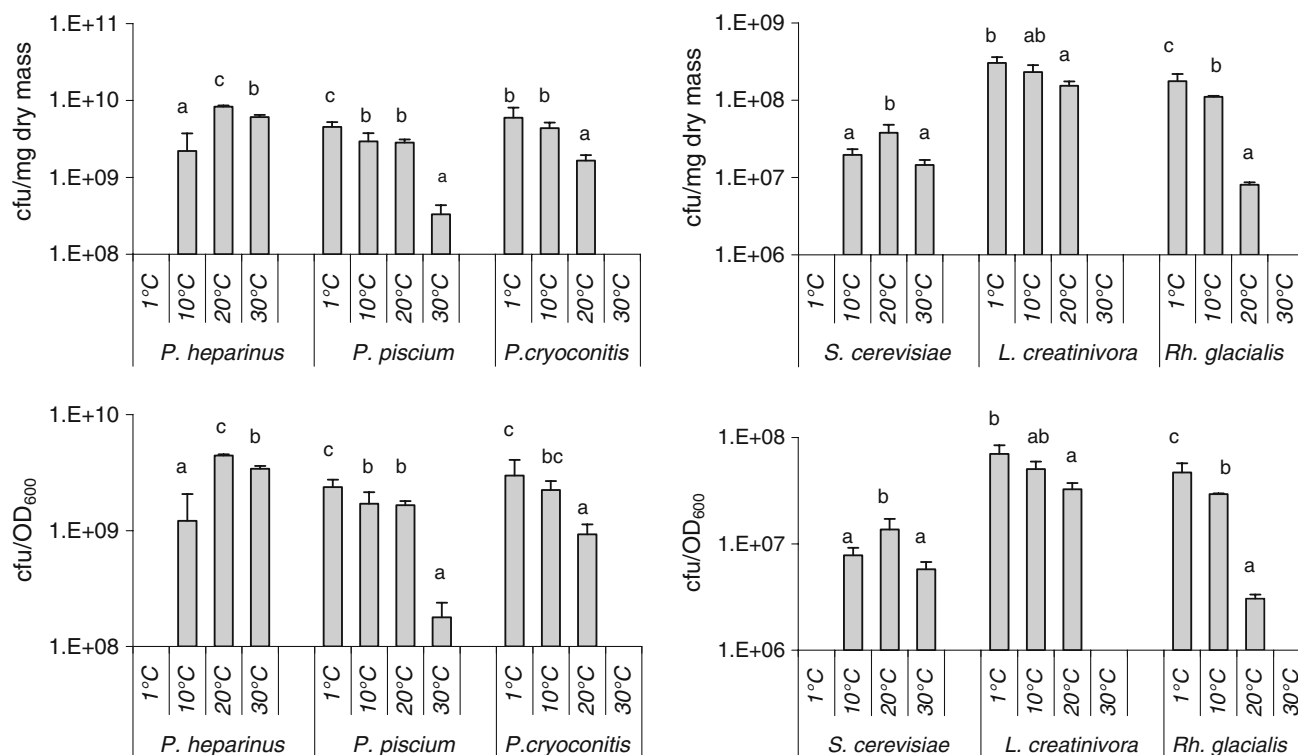 1.E+11
1.E+10
1.E+09
1.E+08
cfu/mg dry mass
a
c
b
c
b
b
a
b
b
a
1°C
10°C
20°C
30°C
1°C
10°C
20°C
30°C
1°C
10°C
20°C
30°C
P. heparinus
P. piscium
P.cryoconitis
1.E+09
1.E+08
1.E+07
1.E+06
cfu/mg dry mass
a
b
a
b
ab
a
c
b
a
1°C
10°C
20°C
30°C
1°C
10°C
20°C
30°C
1°C
10°C
20°C
30°C
S. cerevisiae
L. creatinivora
Rh. glacialis
1.E+10
1.E+09
1.E+08
cfu/OD600
a
c
b
c
b
b
a
c
bc
a
1°C
10°C
20°C
30°C
1°C
10°C
20°C
30°C
1°C
10°C
20°C
30°C
P. heparinus
P. piscium
P.cryoconitis
1.E+08
1.E+07
1.E+06
cfu/OD600
a
b
a
b
ab
a
c
b
a
1°C
10°C
20°C
30°C
1°C
10°C
20°C
30°C
1°C
10°C
20°C
30°C
S. cerevisiae
L. creatinivora
Rh. glacialis